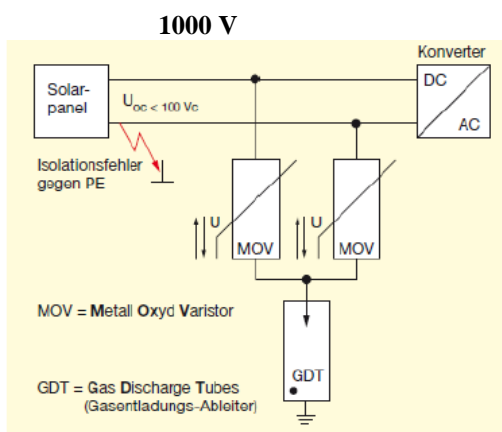 1000 V
Konverter
Solar-
panel
DC
AC
U_oc < 100 Vc
Isolationsfehler
gegen PE
U
MOV
U
MOV
MOV = Metall Oxyd Varistor
GDT
GDT = Gas Discharge Tubes
(Gasentladungs-Ableiter)